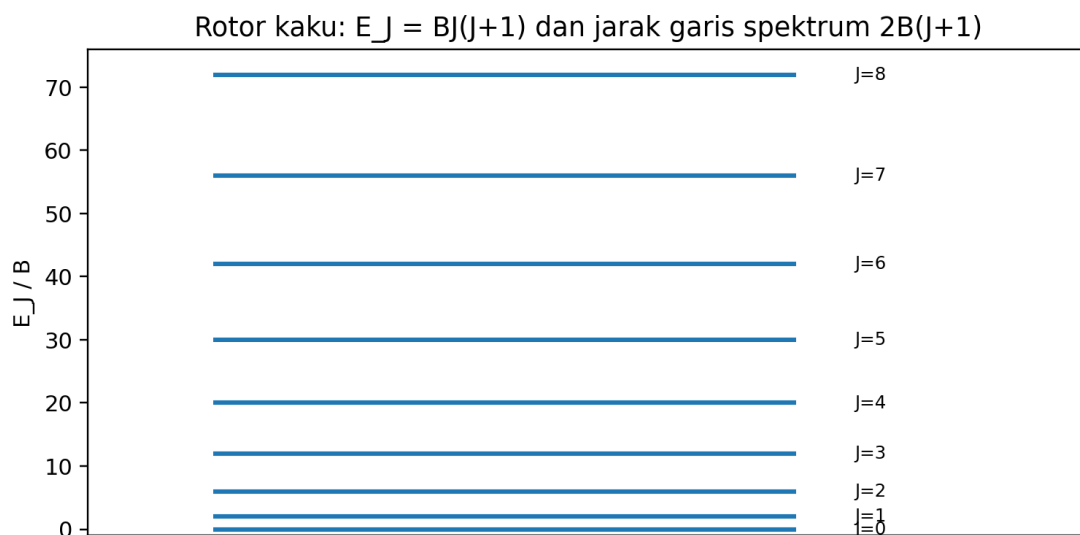 Rotor kaku: E_J = BJ(J+1) dan jarak garis spektrum 2B(J+1)
E_J / B
70
60
50
40
30
20
10
0
J=8
J=7
J=6
J=5
J=4
J=3
J=2
J=1
J=0